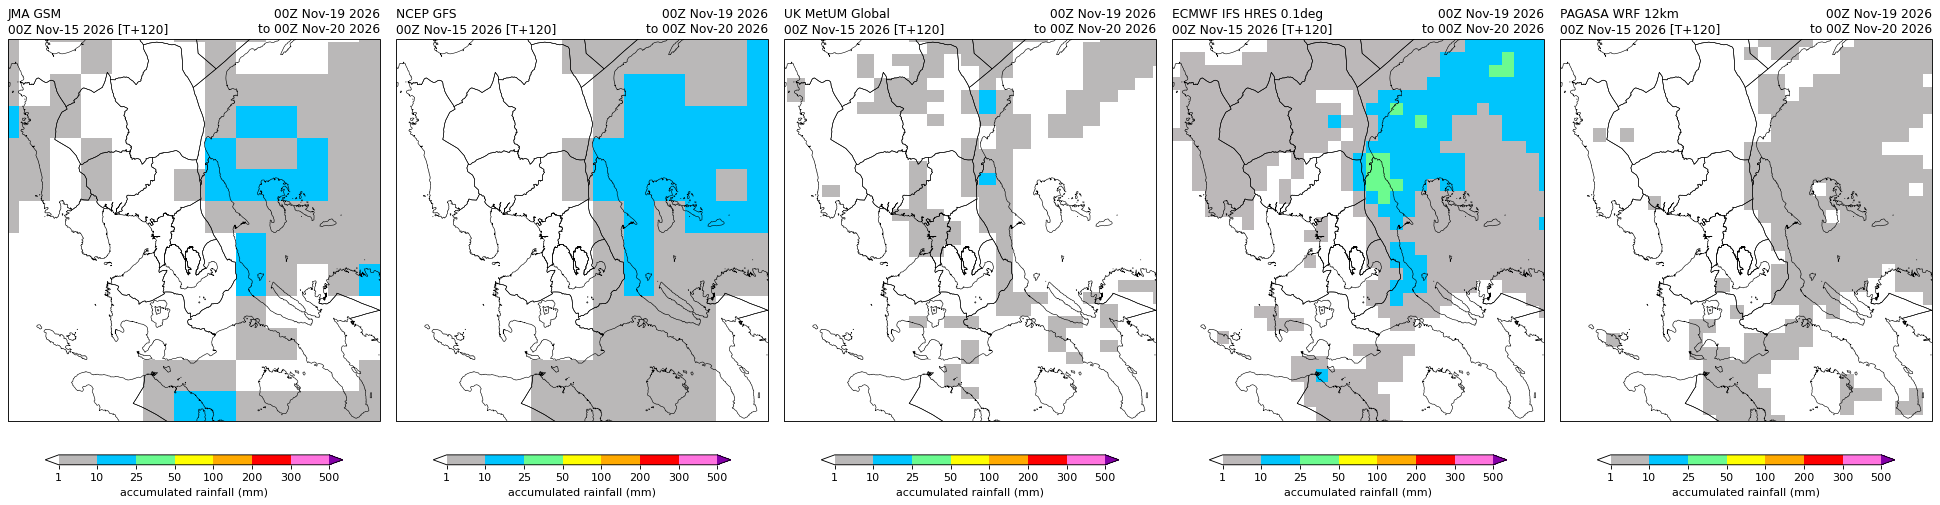 JMA GSM
00Z Nov-15 2026 [T+120]
00Z Nov-19 2026
to 00Z Nov-20 2026
NCEP GFS
00Z Nov-15 2026 [T+120]
00Z Nov-19 2026
to 00Z Nov-20 2026
UK MetUM Global
00Z Nov-15 2026 [T+120]
00Z Nov-19 2026
to 00Z Nov-20 2026
ECMWF IFS HRES 0.1deg
00Z Nov-15 2026 [T+120]
00Z Nov-19 2026
to 00Z Nov-20 2026
PAGASA WRF 12km
00Z Nov-15 2026 [T+120]
00Z Nov-19 2026
to 00Z Nov-20 2026
1 10 25 50 100 200 300 500
accumulated rainfall (mm)
1 10 25 50 100 200 300 500
accumulated rainfall (mm)
1 10 25 50 100 200 300 500
accumulated rainfall (mm)
1 10 25 50 100 200 300 500
accumulated rainfall (mm)
1 10 25 50 100 200 300 500
accumulated rainfall (mm)